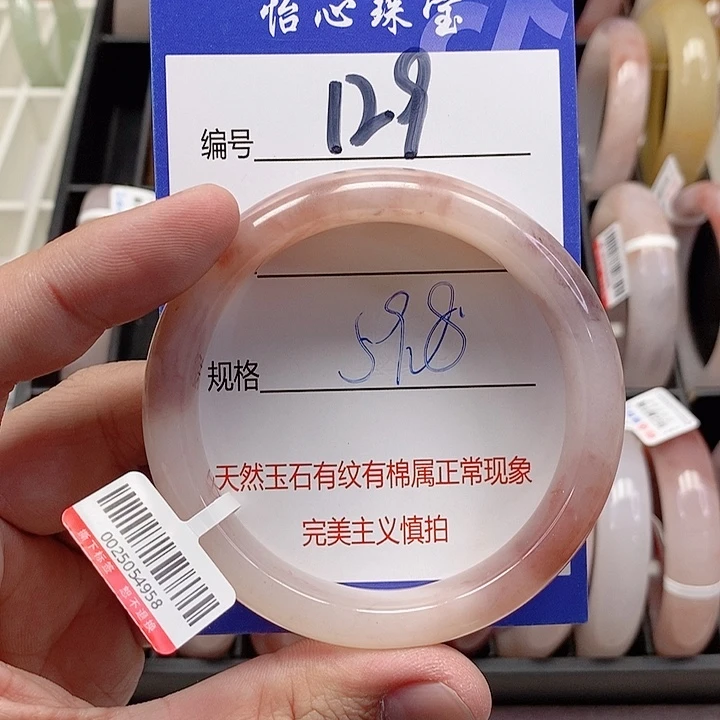 怡心珠宝
编号 129
规格 59.8
天然玉石有纹有棉属正常现象
完美主义慎拍
0025054958